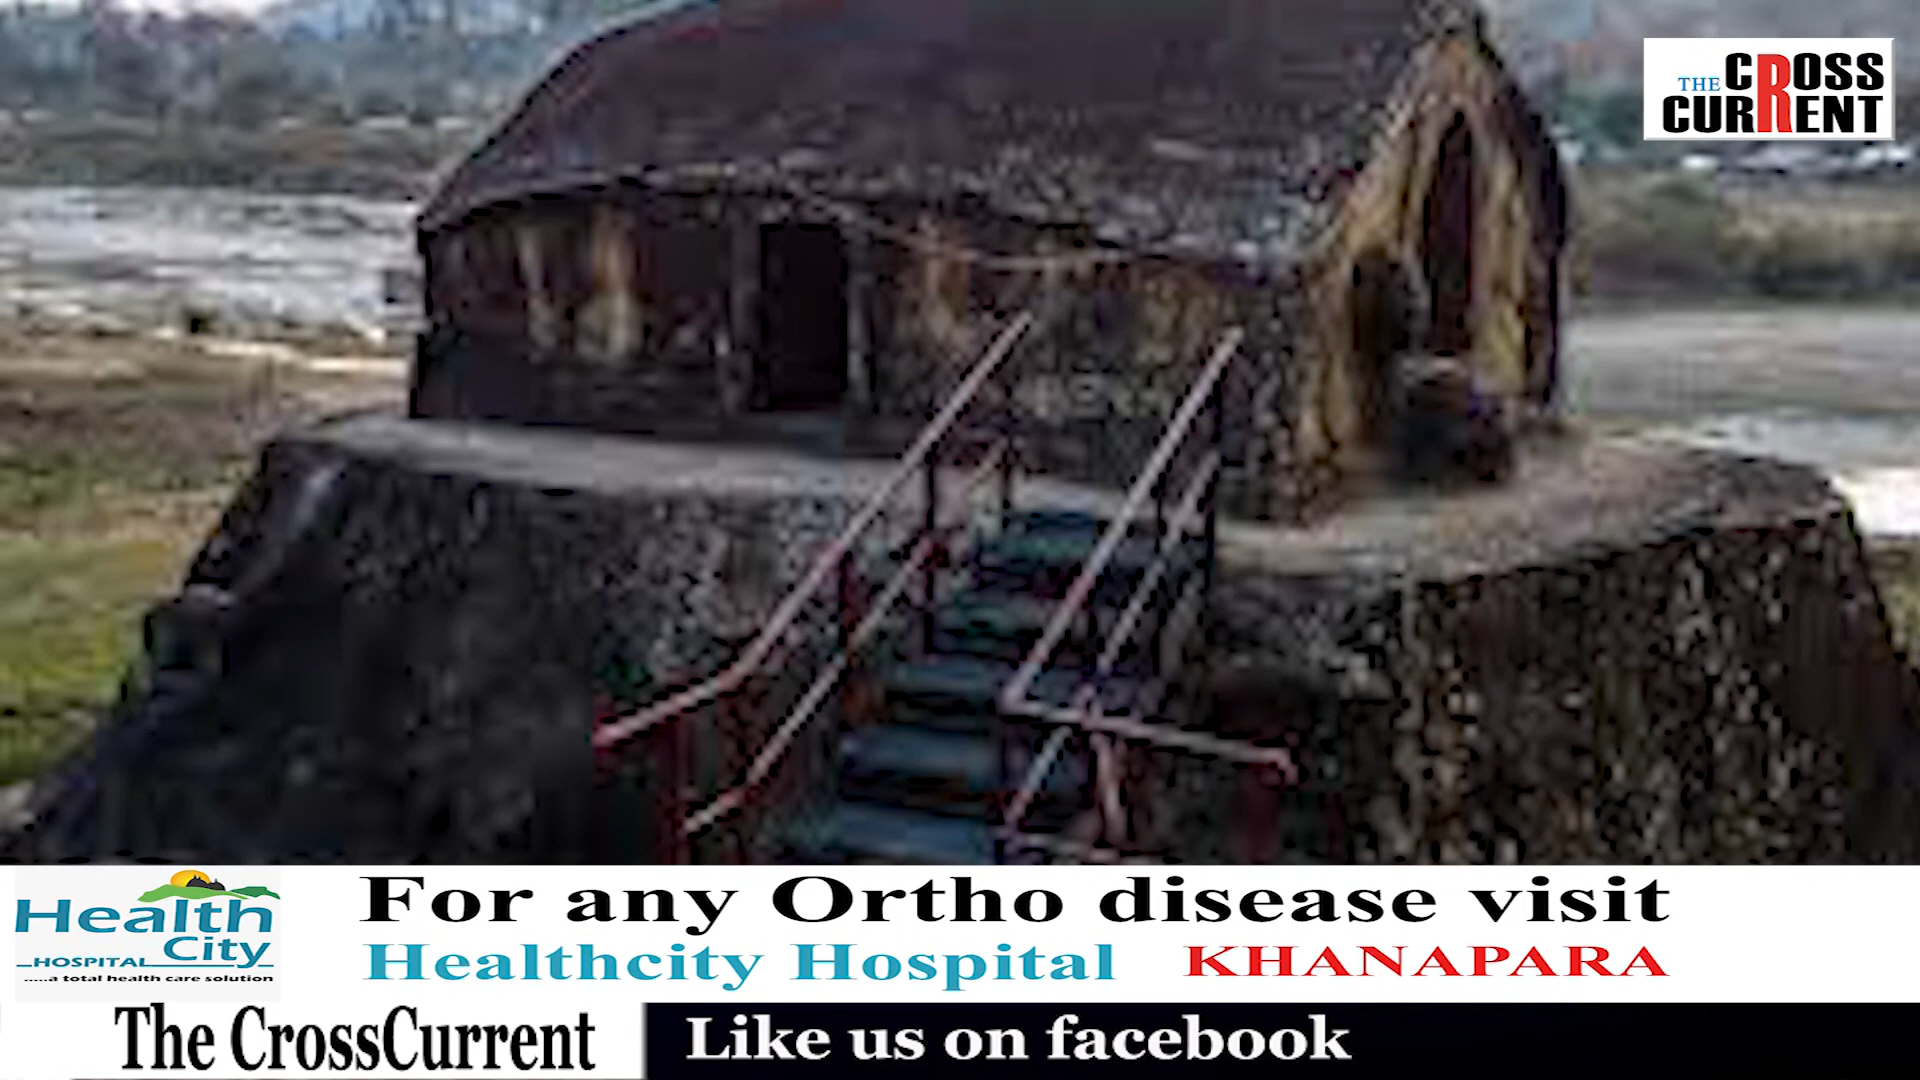 THE CROSS
CURRENT
Health
City
HOSPITAL
.....a total health care solution
For any Ortho disease visit
Healthcity Hospital KHANAPARA
The CrossCurrent
Like us on facebook